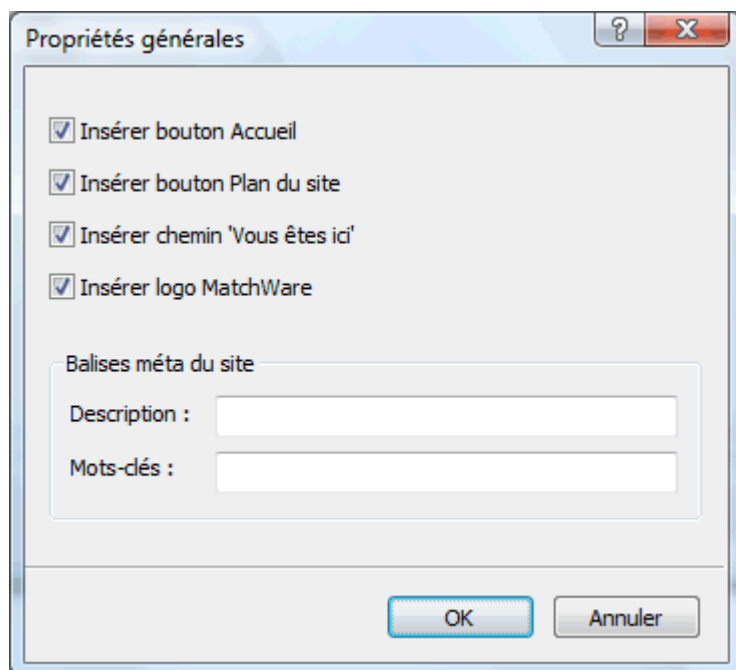 Propriétés générales
Insérer bouton Accueil
Insérer bouton Plan du site
Insérer chemin 'Vous êtes ici'
Insérer logo MatchWare
Balises méta du site
Description :
Mots-clés :
OK Annuler